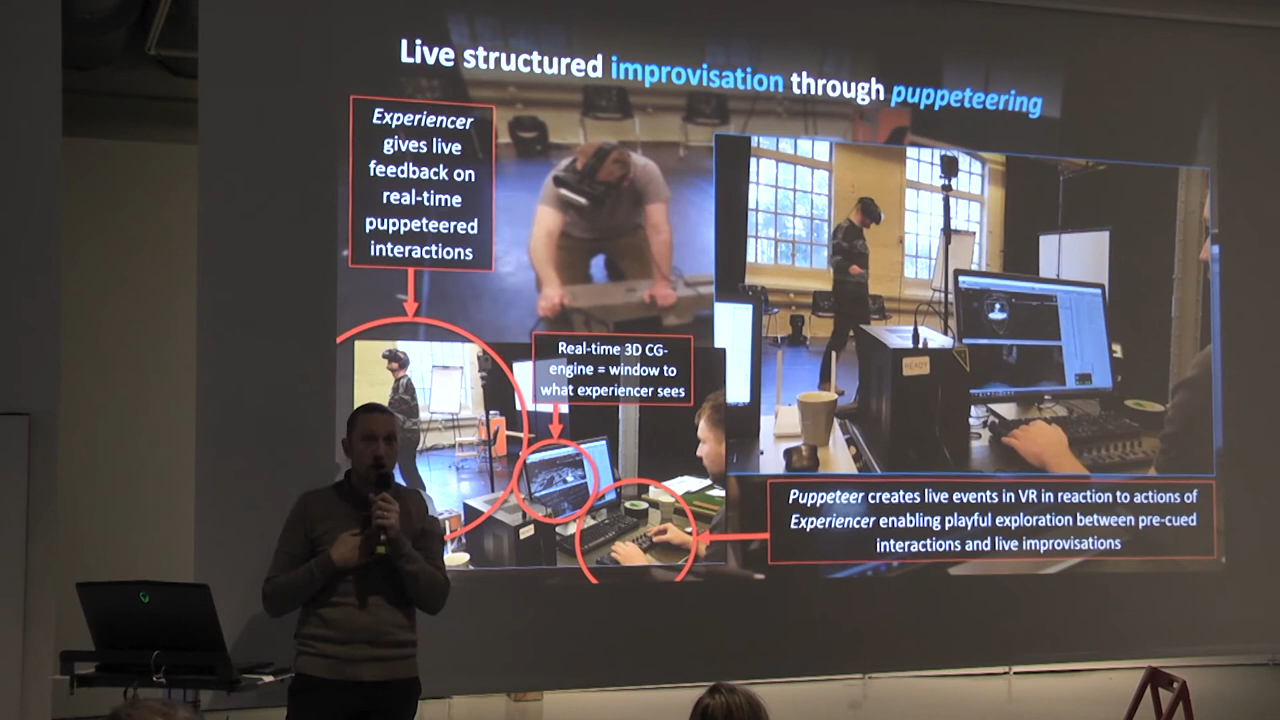 Live structured improvisation through puppeteering
Experiencer
gives live
feedback on
real-time
puppeteered
interactions
Real-time 3D CG-
engine = window to
what experiencer sees
READY
Puppeteer creates live events in VR in reaction to actions of
Experiencer enabling playful exploration between pre-cued
interactions and live improvisations